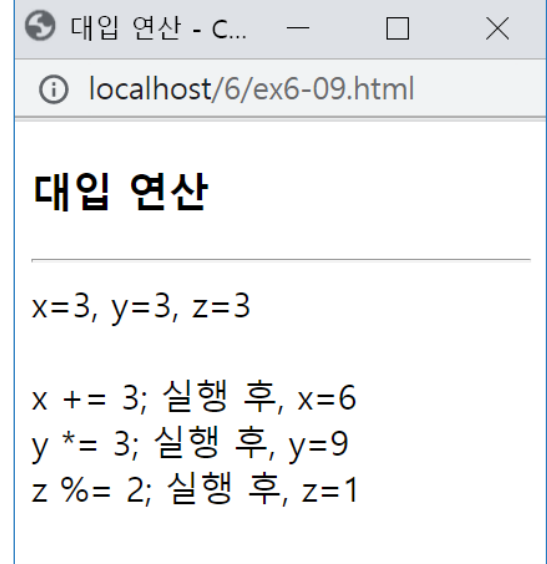 대입 연산 - C...
localhost/6/ex6-09.html
대입 연산
x=3, y=3, z=3
x += 3; 실행 후, x=6
y *= 3; 실행 후, y=9
z %= 2; 실행 후, z=1